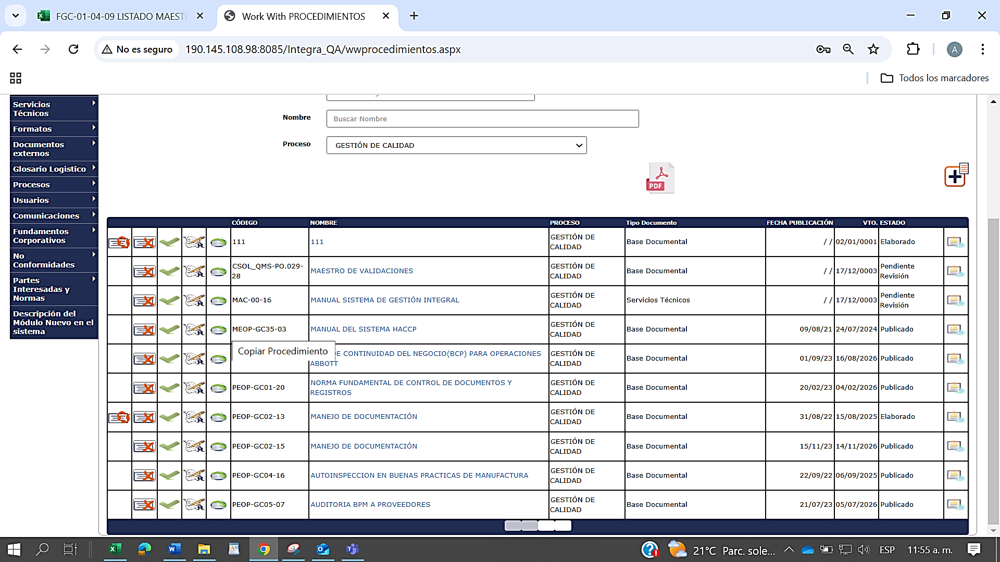 FGC-01-04-09 LISTADO MAEST
Work With PROCEDIMIENTOS
No es seguro
190.145.108.98:8085/Integra_QA/wwprocedimientos.aspx
A
Todos los marcadores
Servicios
Técnicos
Formatos
Documentos
externos
Glosario Logistico
Procesos
Usuarios
Comunicaciones
Fundamentos
Corporativos
No
Conformidades
Partes
Interesadas y
Normas
Descripción del
Módulo Nuevo en el
sistema
Nombre
Buscar Nombre
Proceso
GESTIÓN DE CALIDAD
PDF
CÓDIGO NOMBRE PROCESO Tipo Documento FECHA PUBLICACIÓN VTO. ESTADO
111 111 GESTIÓN DE
CALIDAD Base Documental / / 02/01/0001 Elaborado
CSOL_QMS-PO.029-
28 MAESTRO DE VALIDACIONES GESTIÓN DE
CALIDAD Base Documental / / 17/12/0003 Pendiente
Revisión
MAC-00-16 MANUAL SISTEMA DE GESTIÓN INTEGRAL GESTIÓN DE
CALIDAD Servicios Técnicos / / 17/12/0003 Pendiente
Revisión
MEOP-GC35-03 MANUAL DEL SISTEMA HACCP GESTIÓN DE
CALIDAD Base Documental 09/08/21 24/07/2024 Publicado
Copiar Procedimiento
DE CONTINUIDAD DEL NEGOCIO(BCP) PARA OPERACIONES
ABBOTT GESTIÓN DE
CALIDAD Base Documental 01/09/23 16/08/2026 Publicado
PEOP-GC01-20 NORMA FUNDAMENTAL DE CONTROL DE DOCUMENTOS Y
REGISTROS GESTIÓN DE
CALIDAD Base Documental 20/02/23 04/02/2026 Publicado
PEOP-GC02-13 MANEJO DE DOCUMENTACIÓN GESTIÓN DE
CALIDAD Base Documental 31/08/22 15/08/2025 Elaborado
PEOP-GC02-15 MANEJO DE DOCUMENTACIÓN GESTIÓN DE
CALIDAD Base Documental 15/11/23 14/11/2026 Publicado
PEOP-GC04-16 AUTOINSPECCION EN BUENAS PRACTICAS DE MANUFACTURA GESTIÓN DE
CALIDAD Base Documental 22/09/22 06/09/2025 Publicado
PEOP-GC05-07 AUDITORIA BPM A PROVEEDORES GESTIÓN DE
CALIDAD Base Documental 21/07/23 05/07/2026 Publicado
21°C Parc. sole...
ESP
11:55 a. m.